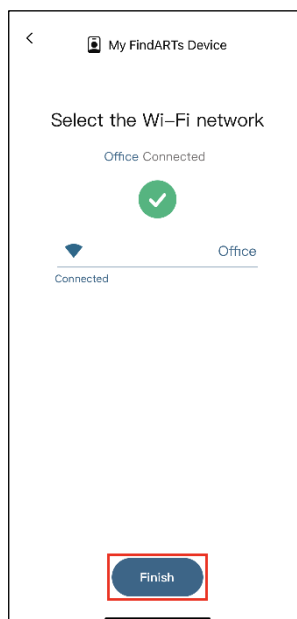 My FindARTs Device
Select the Wi-Fi network
Office Connected
Office
Connected
Finish